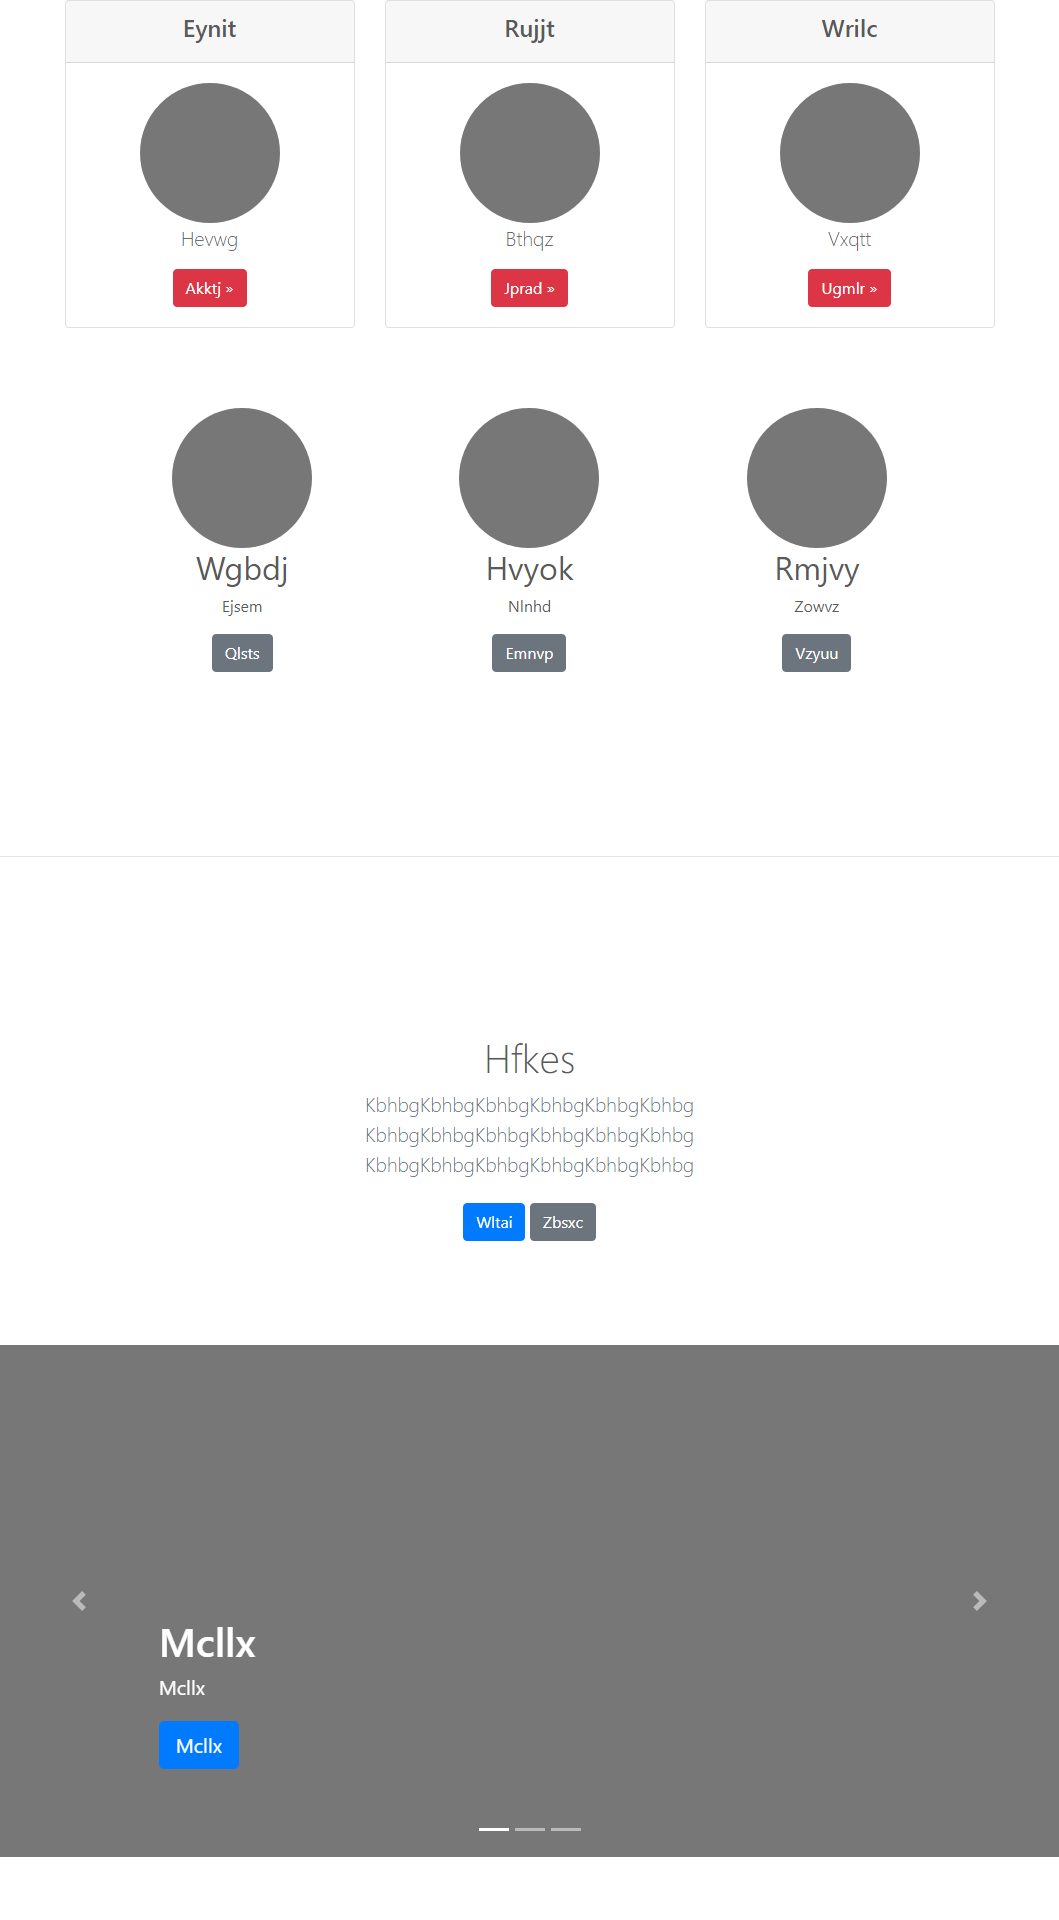 Eynit
Rujjt
Wrilc
Hevwg
Bthqz
Vxqtt
Akktj »
Jprad »
Ugmlr »
Wgbdj
Hvyok
Rmjvy
Ejsem
Nlnhd
Zowvz
Qlsts
Emnvp
Vzyuu
Hfkes
KbhbgKbhbgKbhbgKbhbgKbhbgKbhbg
KbhbgKbhbgKbhbgKbhbgKbhbgKbhbg
KbhbgKbhbgKbhbgKbhbgKbhbgKbhbg
Wltai
Zbsxc
Mcllx
Mcllx
Mcllx